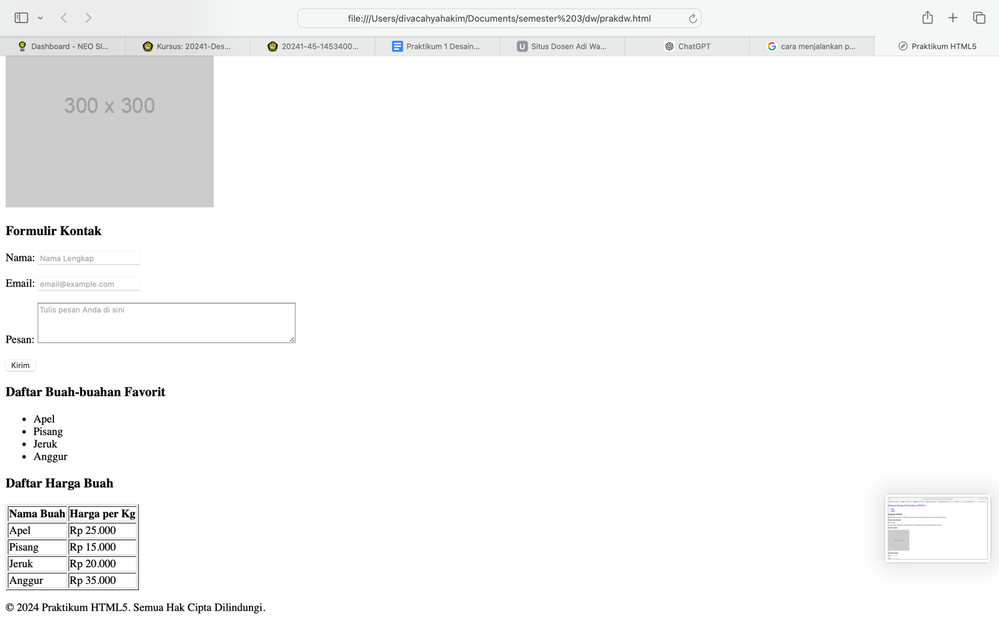 file:///Users/divacahyahakim/Documents/semester%203/dw/prakdw.html
Dashboard - NEO SI...
Kursus: 20241-Des...
20241-45-1453400...
Praktikum 1 Desain...
U Situs Dosen Adi Wa...
ChatGPT
cara menjalankan p...
Praktikum HTML5
300 x 300
Formulir Kontak
Nama: Nama Lengkap
Email: email@example.com
Pesan: Tulis pesan Anda di sini
Kirim
Daftar Buah-buahan Favorit
• Apel
• Pisang
• Jeruk
• Anggur
Daftar Harga Buah
Nama Buah Harga per Kg
Apel Rp 25.000
Pisang Rp 15.000
Jeruk Rp 20.000
Anggur Rp 35.000
© 2024 Praktikum HTML5. Semua Hak Cipta Dilindungi.